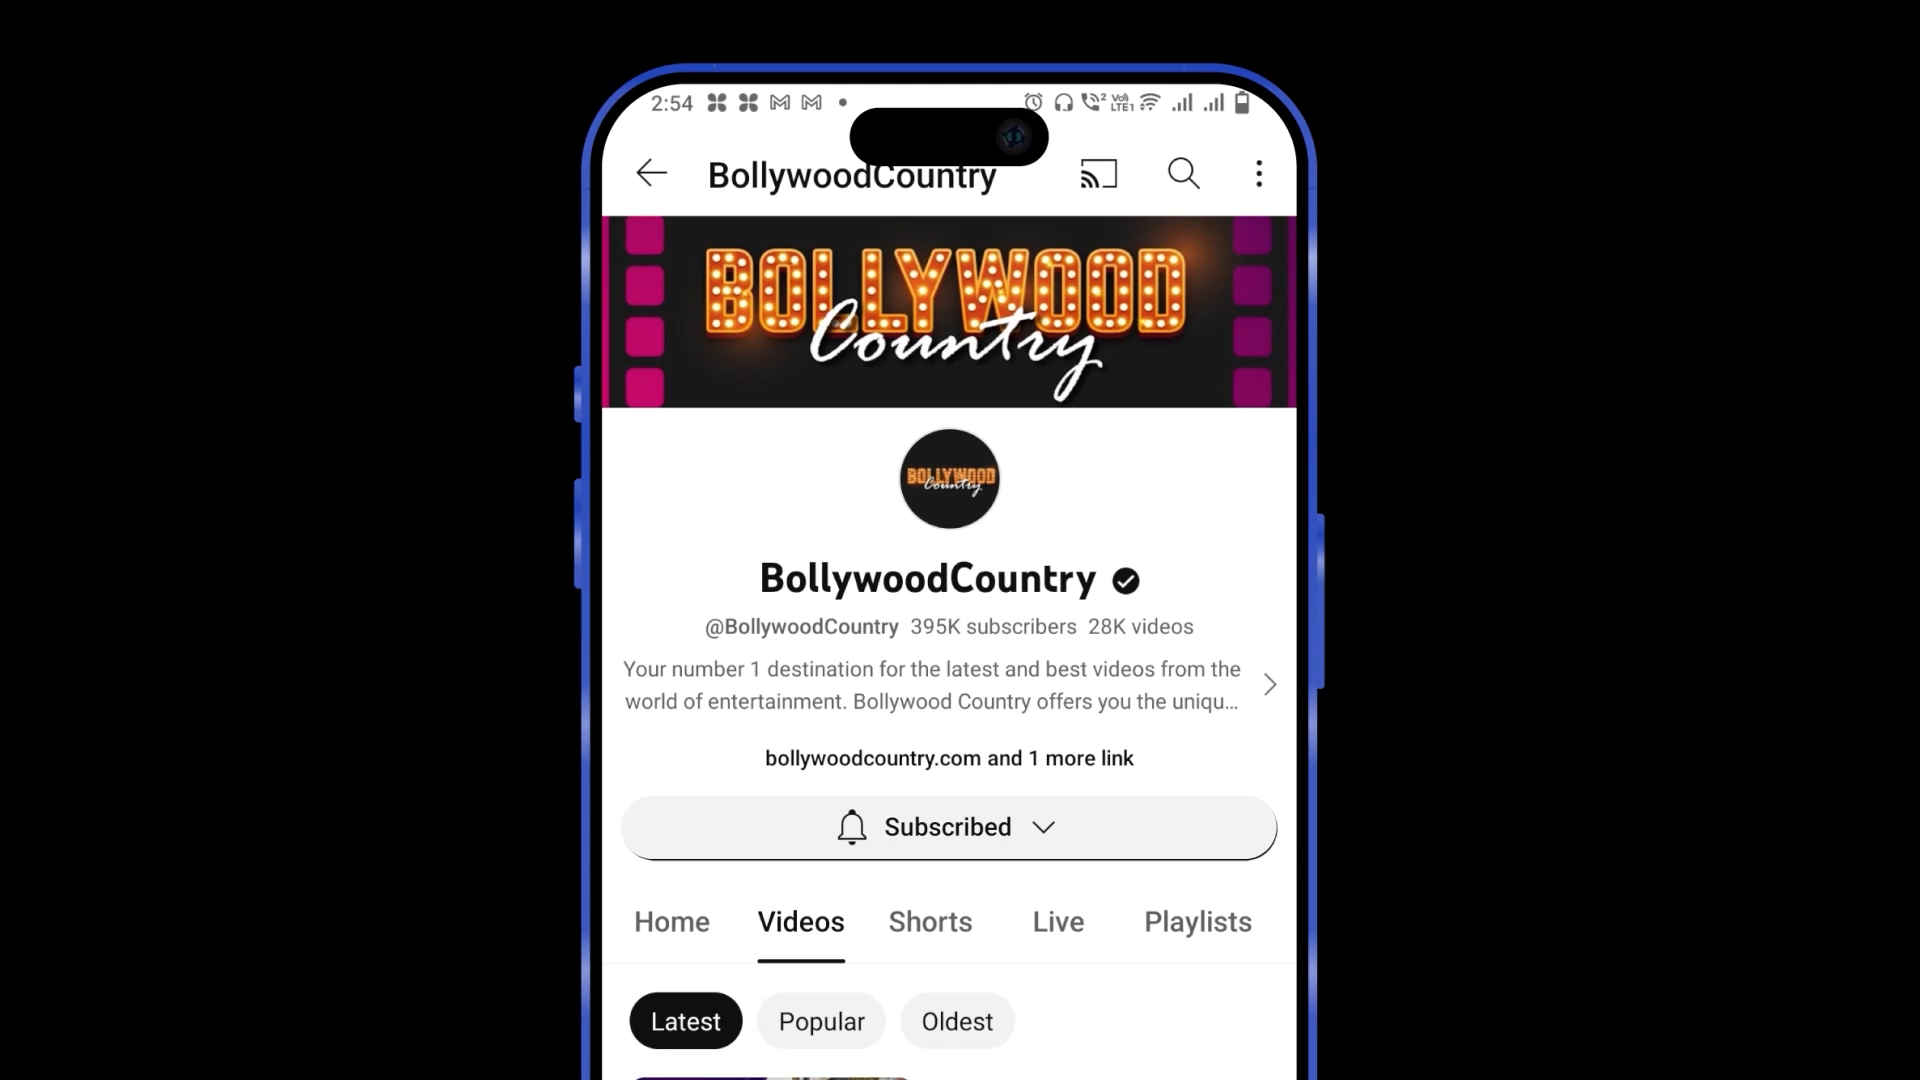 2:54
Vo)) LTE1
BollywoodCountry
BOLLYWOOD
Country
BOLLYWOOD
Country
BollywoodCountry
@BollywoodCountry 395K subscribers 28K videos
Your number 1 destination for the latest and best videos from the
world of entertainment. Bollywood Country offers you the uniqu...
bollywoodcountry.com and 1 more link
Subscribed
Home Videos Shorts Live Playlists
Latest Popular Oldest